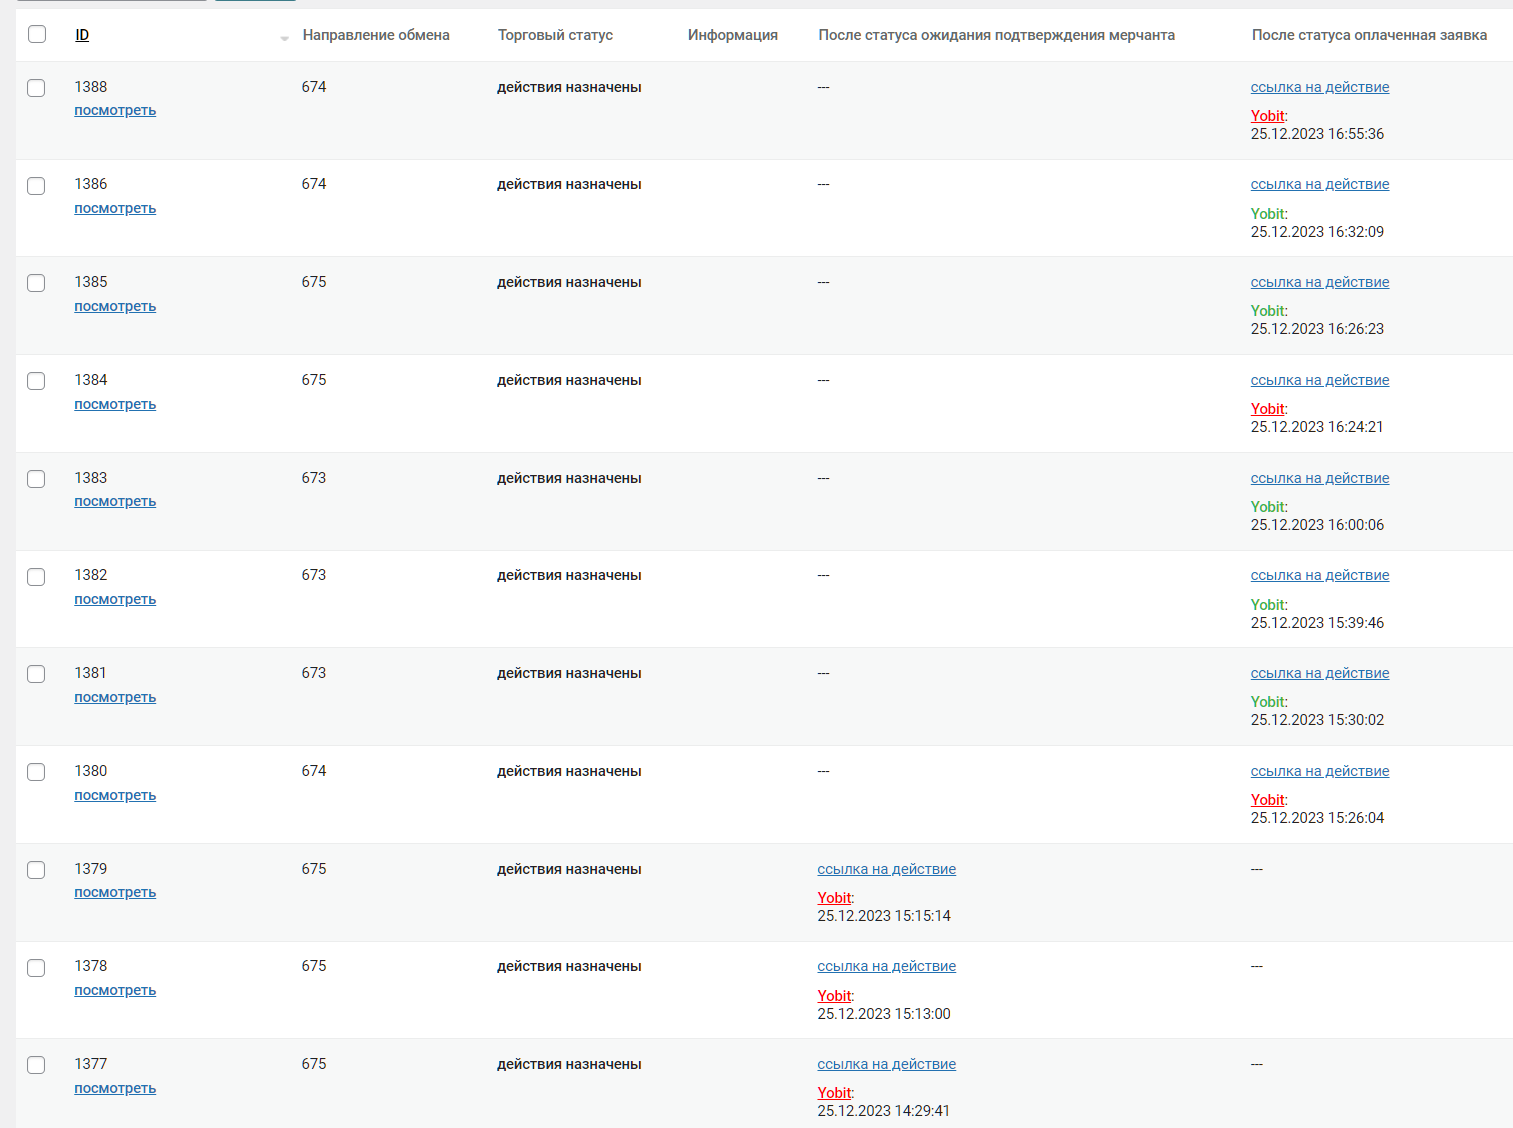 ID Направление обмена Торговый статус Информация После статуса ожидания подтверждения мерчанта После статуса оплаченная заявка
1388 674 действия назначены --- ссылка на действие
посмотреть
Yobit:
25.12.2023 16:55:36
1386 674 действия назначены --- ссылка на действие
посмотреть
Yobit:
25.12.2023 16:32:09
1385 675 действия назначены --- ссылка на действие
посмотреть
Yobit:
25.12.2023 16:26:23
1384 675 действия назначены --- ссылка на действие
посмотреть
Yobit:
25.12.2023 16:24:21
1383 673 действия назначены --- ссылка на действие
посмотреть
Yobit:
25.12.2023 16:00:06
1382 673 действия назначены --- ссылка на действие
посмотреть
Yobit:
25.12.2023 15:39:46
1381 673 действия назначены --- ссылка на действие
посмотреть
Yobit:
25.12.2023 15:30:02
1380 674 действия назначены --- ссылка на действие
посмотреть
Yobit:
25.12.2023 15:26:04
1379 675 действия назначены ссылка на действие ---
посмотреть
Yobit:
25.12.2023 15:15:14
1378 675 действия назначены ссылка на действие ---
посмотреть
Yobit:
25.12.2023 15:13:00
1377 675 действия назначены ссылка на действие ---
посмотреть
Yobit:
25.12.2023 14:29:41